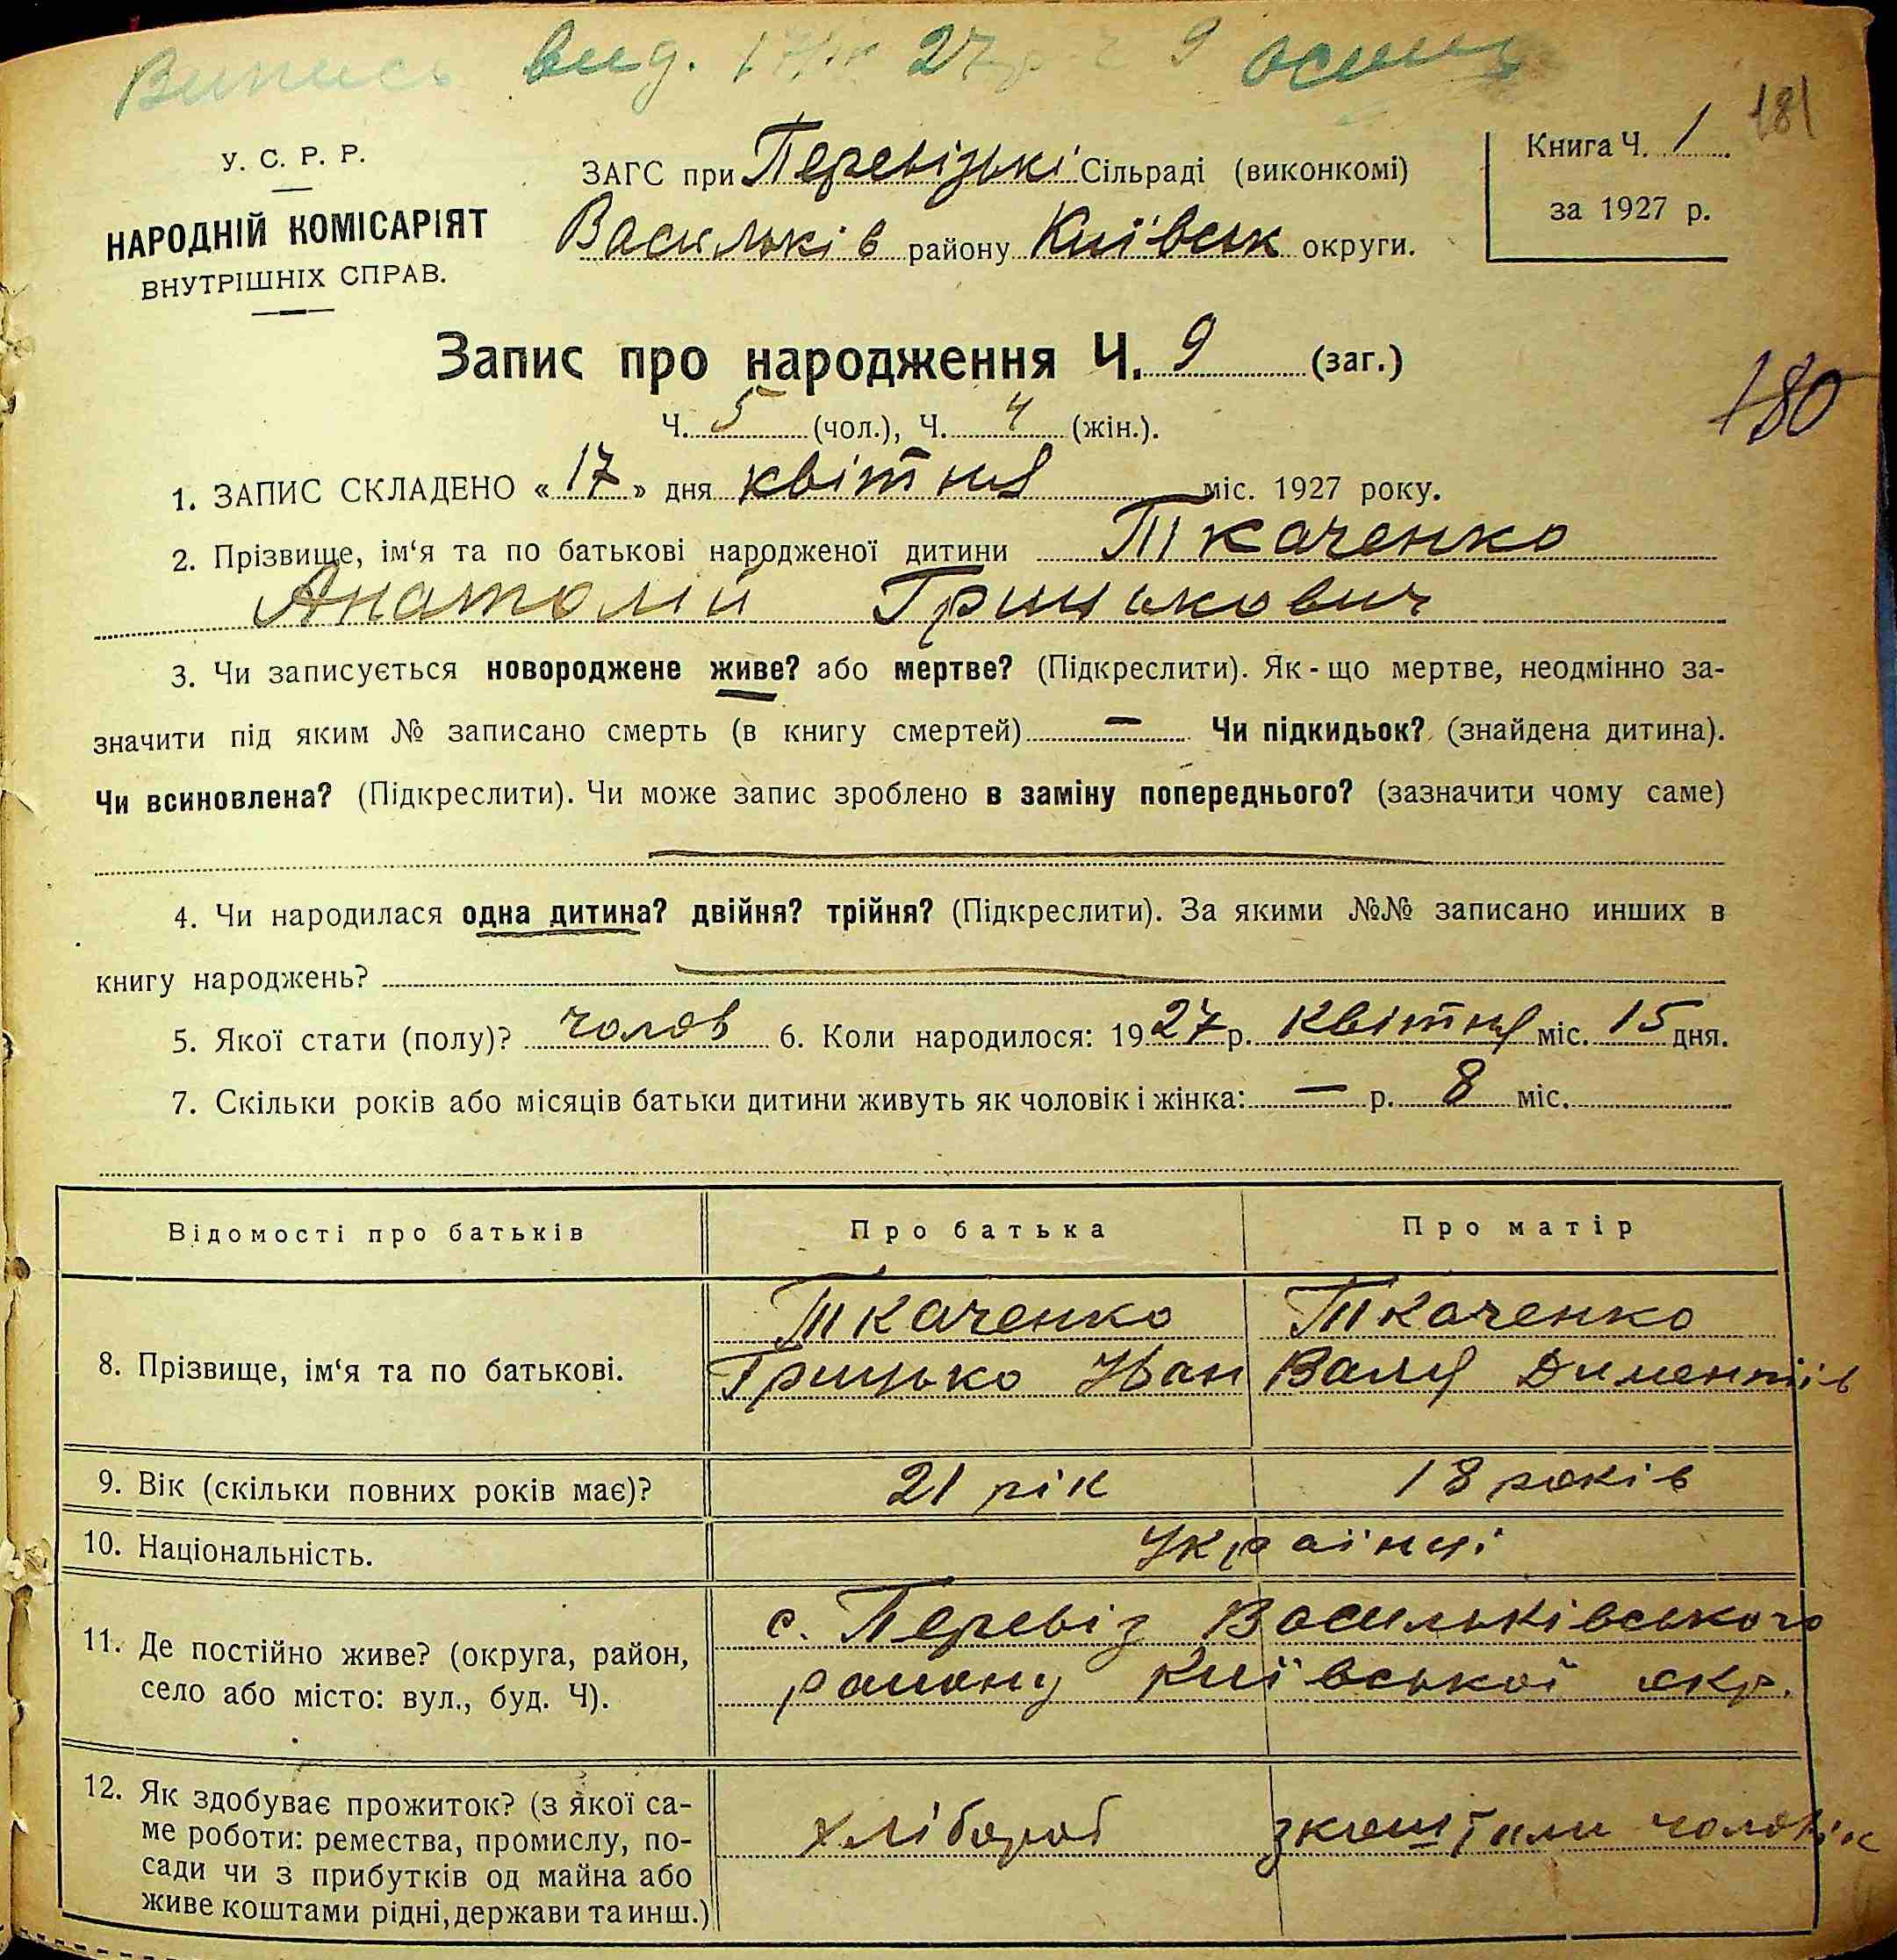 Випись вид. 27р 9
181
У. С. Р. Р.
НАРОДНІЙ КОМІСАРІЯТ
ВНУТРІШНІХ СПРАВ.
ЗАГС при Перевізькі Сільраді (виконкомі)
Васильків району Київськ округи.
Книга Ч. 1
за 1927 р.
Запис про народження Ч. 9 (заг.)
180
Ч. 5 (чол.), Ч. 4 (жін.).
1. ЗАПИС СКЛАДЕНО « 17 » дня квітня міс. 1927 року.
2. Прізвище, ім‘я та по батькові народженої дитини Ткаченко
Анатолій Грицькович
3. Чи записується новороджене живе? або мертве? (Підкреслити). Як-що мертве, неодмінно за-
значити під яким № записано смерть (в книгу смертей) — Чи підкидьок? (знайдена дитина).
Чи всиновлена? (Підкреслити). Чи може запис зроблено в заміну попереднього? (зазначити чому саме)
4. Чи народилася одна дитина? двійня? трійня? (Підкреслити). За якими №№ записано инших в
книгу народжень?
5. Якої стати (полу)? чолов 6. Коли народилося: 1927 р. Квітня міс. 15 дня.
7. Скільки років або місяців батьки дитини живуть як чоловік і жінка: — р. 8 міс.
Відомості про батьків Про батька Про матір
8. Прізвище, ім‘я та по батькові.
Ткаченко
Грицько Іван
Ткаченко
Валя Диментіів
9. Вік (скільки повних років має)? 21 рік 18 років
10. Національність. Українці
11. Де постійно живе? (округа, район,
село або місто: вул., буд. Ч).
с. Перевіз Васильківського
району Київської окр.
12. Як здобуває прожиток? (з якої са-
ме роботи: ремества, промислу, по-
сади чи з прибутків од майна або
живе коштами рідні, держави та инш.)
хлібороб
чоловік